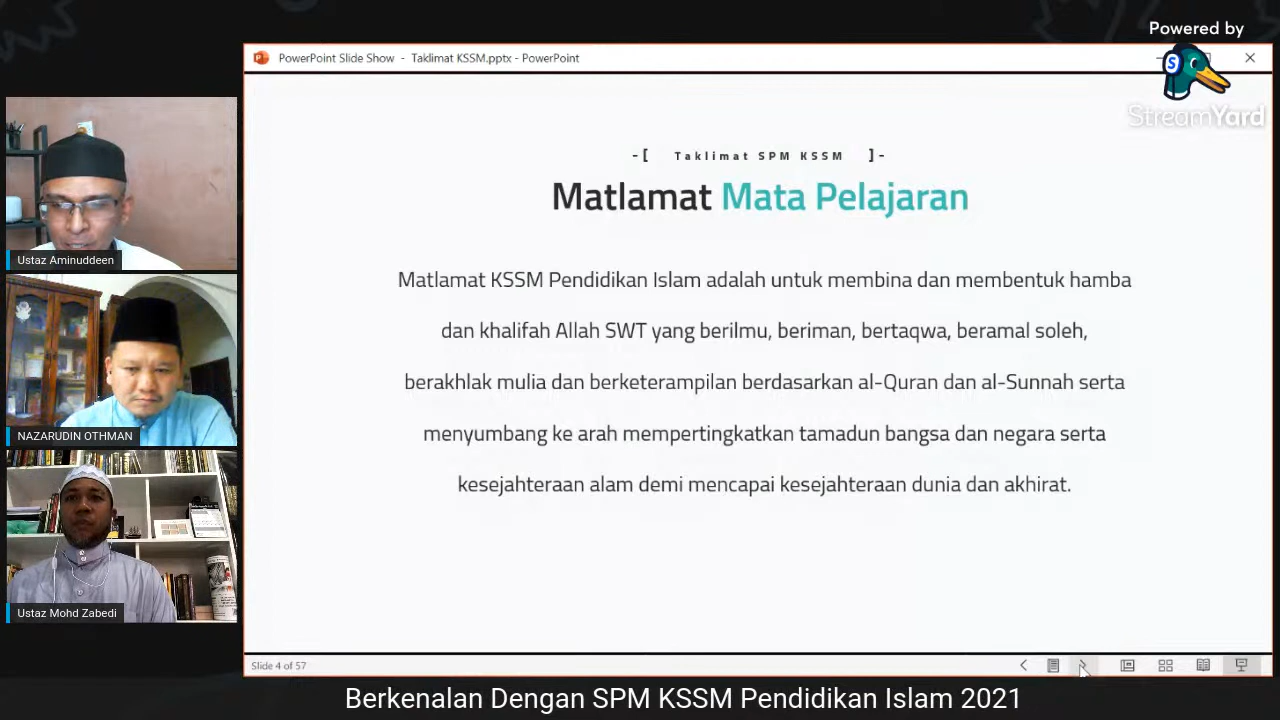 Powered by
StreamYard
PowerPoint Slide Show - Taklimat KSSM.pptx - PowerPoint
-[ Taklimat SPM KSSM ]-
Matlamat Mata Pelajaran
Matlamat KSSM Pendidikan Islam adalah untuk membina dan membentuk hamba
dan khalifah Allah SWT yang berilmu, beriman, bertaqwa, beramal soleh,
berakhlak mulia dan berketerampilan berdasarkan al-Quran dan al-Sunnah serta
menyumbang ke arah mempertingkatkan tamadun bangsa dan negara serta
kesejahteraan alam demi mencapai kesejahteraan dunia dan akhirat.
Ustaz Aminuddeen
NAZARUDIN OTHMAN
Ustaz Mohd Zabedi
Slide 4 of 57
Berkenalan Dengan SPM KSSM Pendidikan Islam 2021